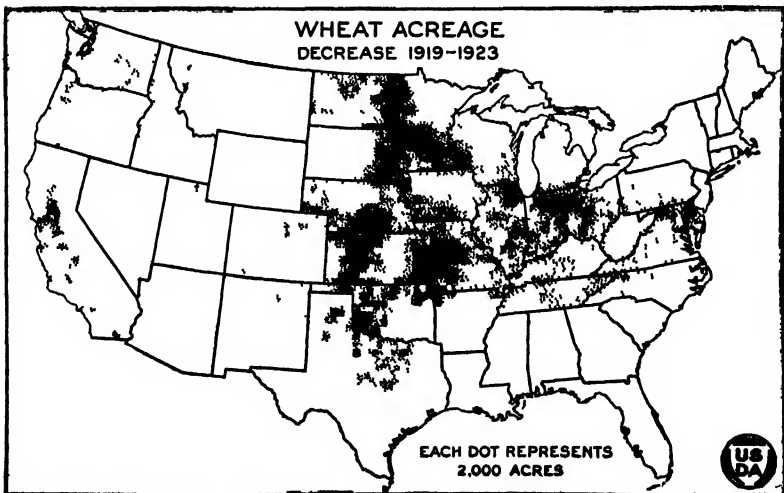 WHEAT ACREAGE
DECREASE 1919-1923
EACH DOT REPRESENTS
2,000 ACRES
US
DA